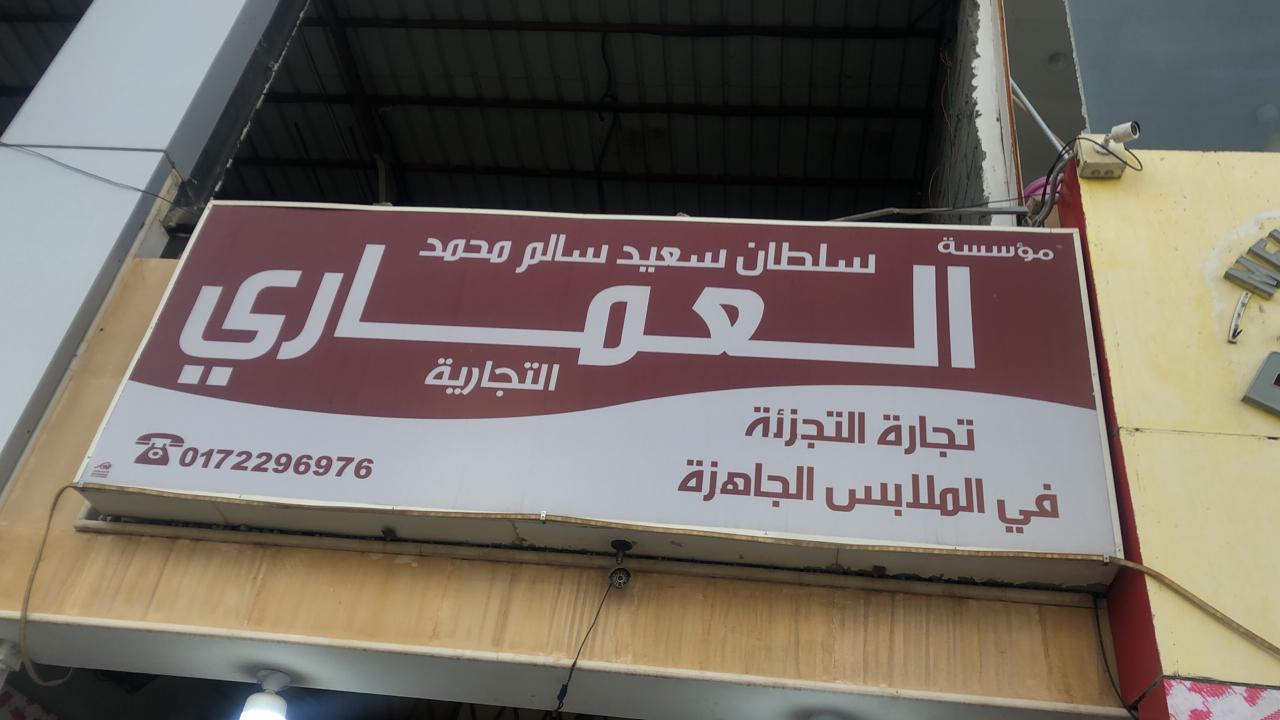 مؤسسة
سلطان سعيد سالم محمد
العماري
التجارية
تجارة التجزئة
في الملابس الجاهزة
0172296976